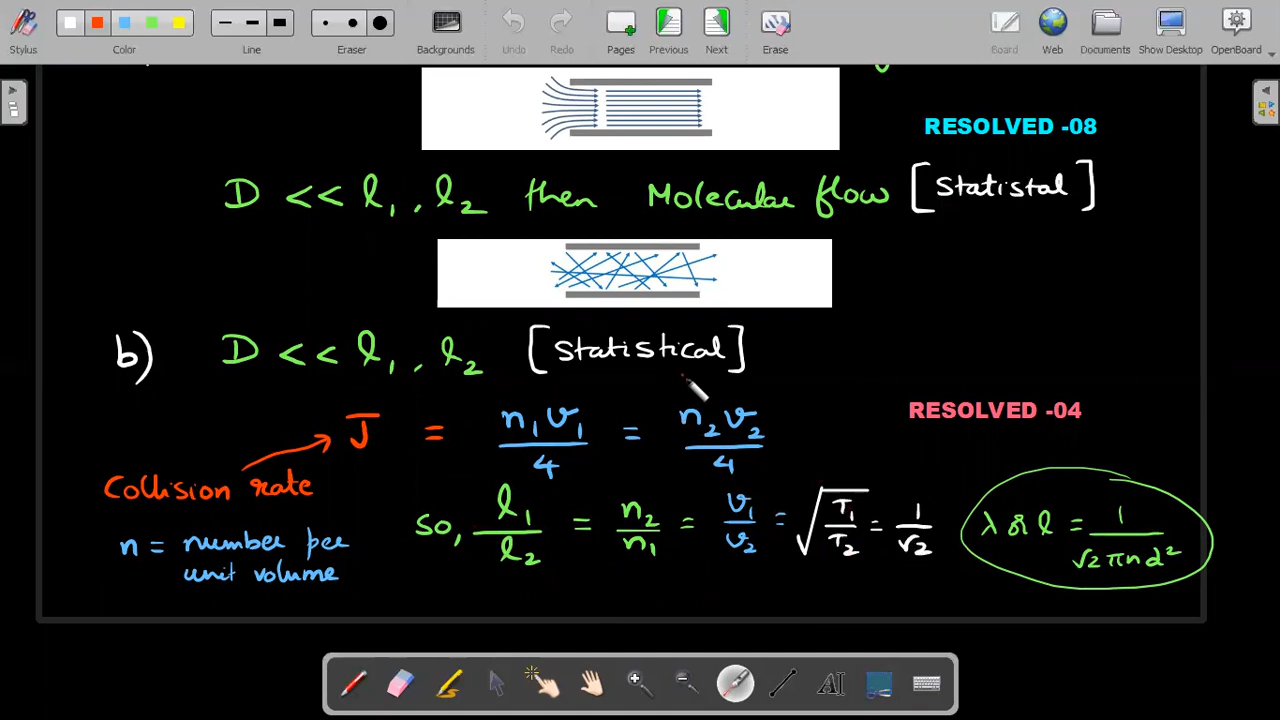 Stylus Color Line Eraser Backgrounds Undo Redo Pages Previous Next Erase Board Web Documents Show Desktop OpenBoard
RESOLVED -08
D << l₁ , l₂ then Molecular flow [Statistal]
b) D << l₁ , l₂ [Statistical]
RESOLVED -04
J̅ = n₁v₁/4 = n₂v₂/4
Collision rate
So, l₁/l₂ = n₂/n₁ = v₁/v₂ = √(T₁/T₂) = 1/√2
λ or l = 1/(√2 π n d²)
n = number per
unit volume